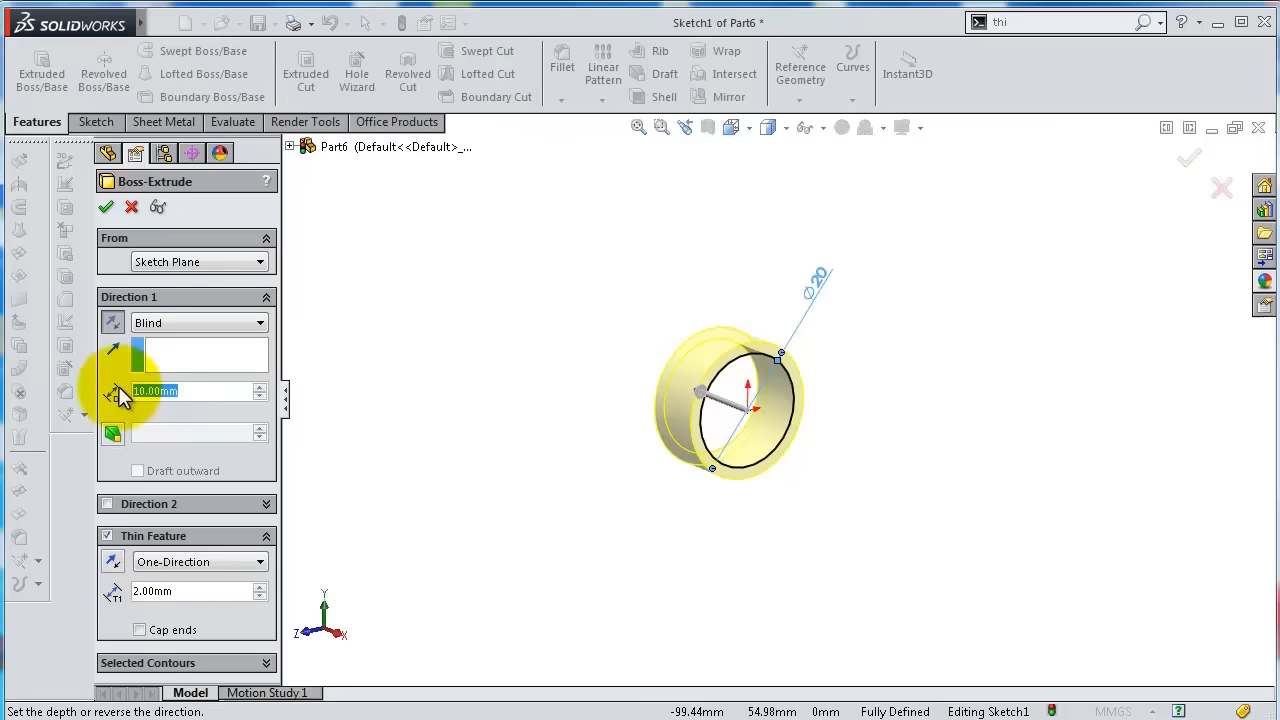 SOLIDWORKS
Sketch1 of Part6 *
thi
Extruded Boss/Base
Revolved Boss/Base
Swept Boss/Base
Lofted Boss/Base
Boundary Boss/Base
Extruded Cut
Hole Wizard
Revolved Cut
Swept Cut
Lofted Cut
Boundary Cut
Fillet
Linear Pattern
Rib
Draft
Shell
Wrap
Intersect
Mirror
Reference Geometry
Curves
Instant3D
Features
Sketch
Sheet Metal
Evaluate
Render Tools
Office Products
Part6 (Default<<Default>_...
Boss-Extrude
?
From
Sketch Plane
Direction 1
Blind
10.00mm
Draft outward
Direction 2
Thin Feature
One-Direction
2.00mm
T1
Cap ends
Selected Contours
∅20
Y
Z
X
Model
Motion Study 1
Set the depth or reverse the direction.
-99.44mm
54.98mm
0mm
Fully Defined
Editing Sketch1
MMGS